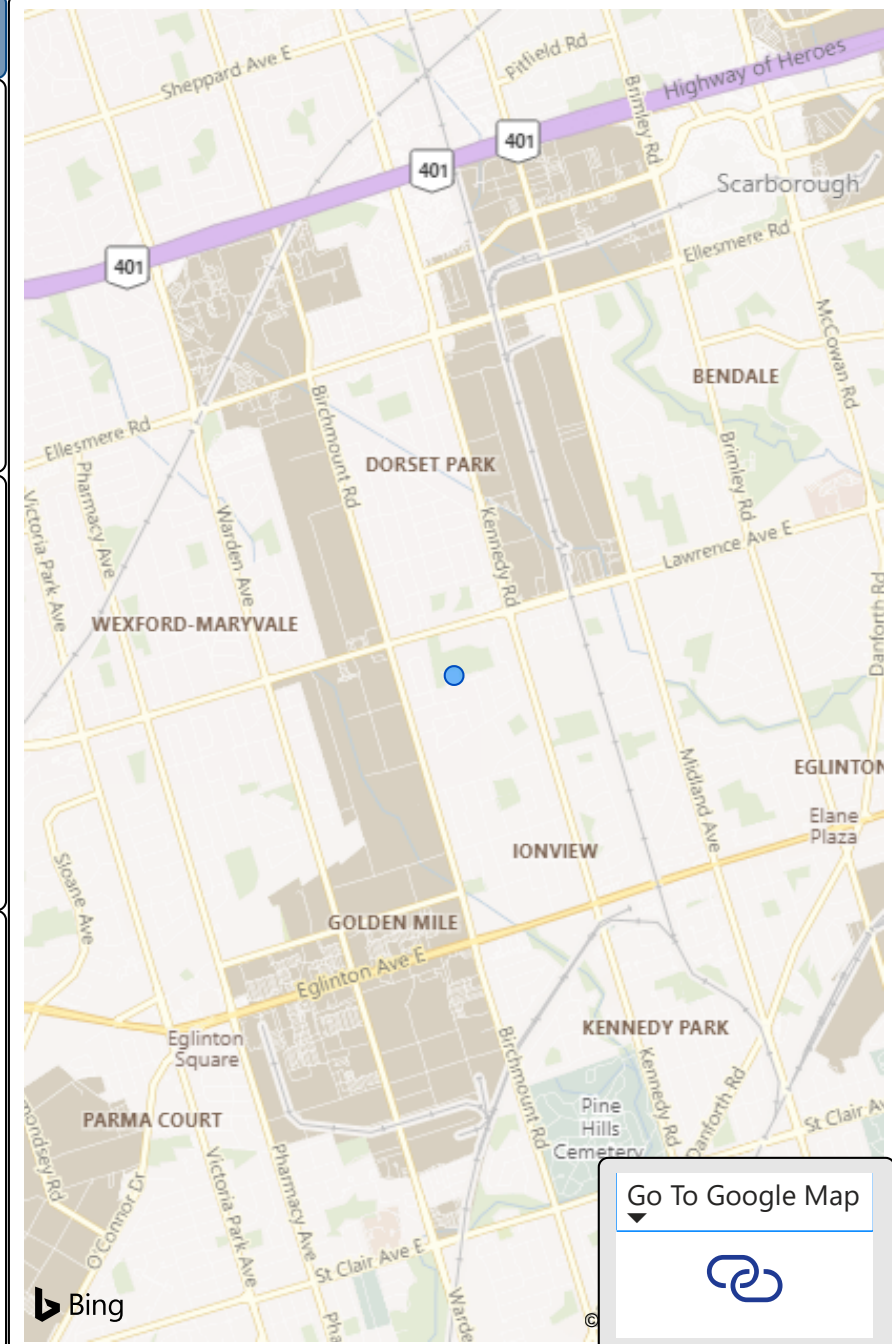 Pitfield Rd
Sheppard Ave E
Highway of Heroes
Brimley Rd
401
401
Scarborough
Ellesmere Rd
401
McCowan Rd
BENDALE
Birchmount Rd
Ellesmere Rd
DORSET PARK
Brimley Rd
Pharmacy Ave
Victoria Park Ave
Warden Ave
Kennedy Rd
Lawrence Ave E
Danforth Rd
WEXFORD-MARYVALE
Midland Ave
EGLINTON
Elane
Plaza
IONVIEW
Sloane Ave
GOLDEN MILE
Eglinton Ave E
Eglinton
Square
KENNEDY PARK
Birchmount Rd
Kennedy Rd
Danforth Rd
Pine
Hills
Cemetery
St Clair Av
PARMA COURT
mondsey Rd
O'Connor Dr
Victoria Park Ave
Pharmacy Ave
St Clair Ave E
Go To Google Map
Bing
©
Pha
Warde